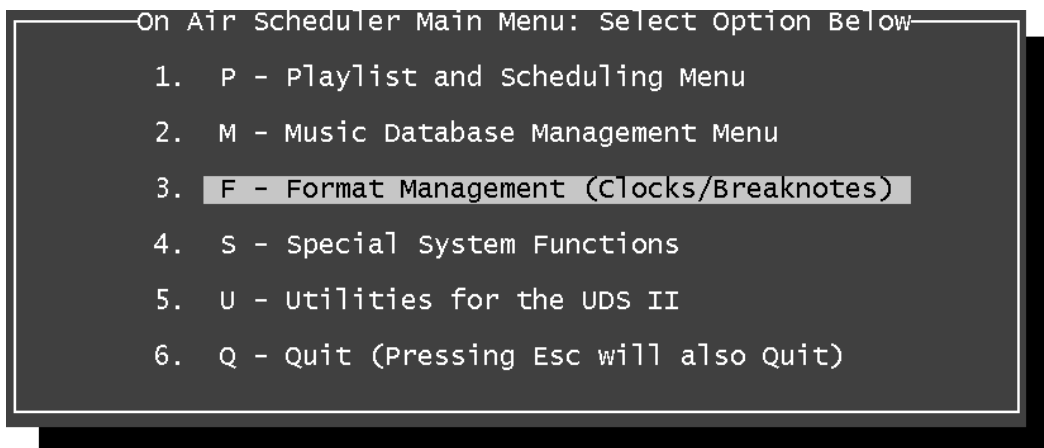 On Air Scheduler Main Menu: Select Option Below
1. P - Playlist and Scheduling Menu
2. M - Music Database Management Menu
3. F - Format Management (Clocks/Breaknotes)
4. S - Special System Functions
5. U - Utilities for the UDS II
6. Q - Quit (Pressing Esc will also Quit)